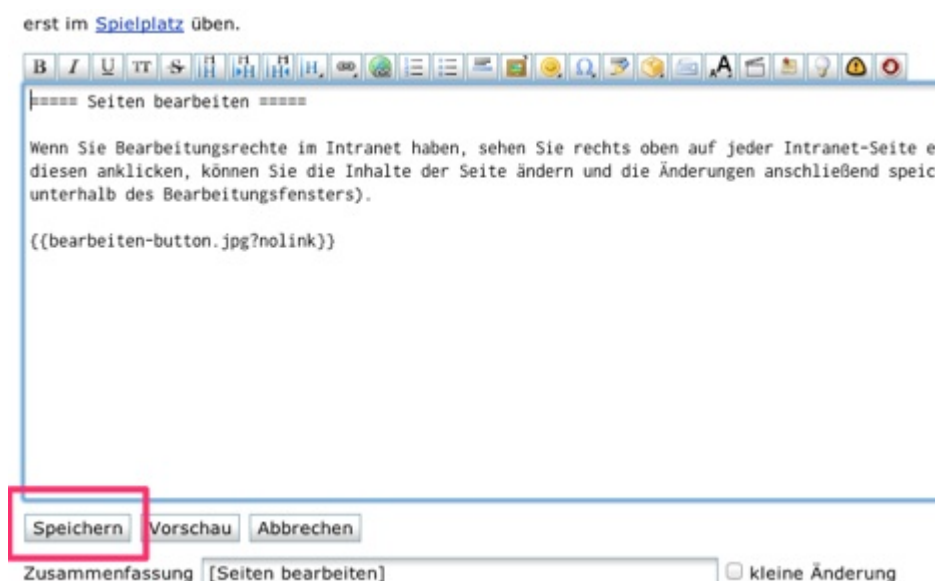 erst im Spielplatz üben.
B I U TT S
===== Seiten bearbeiten =====
Wenn Sie Bearbeitungsrechte im Intranet haben, sehen Sie rechts oben auf jeder Intranet-Seite e
diesen anklicken, können Sie die Inhalte der Seite ändern und die Änderungen anschließend speic
unterhalb des Bearbeitungsfensters).
{{bearbeiten-button.jpg?nolink}}
Speichern Vorschau Abbrechen
Zusammenfassung [Seiten bearbeiten] kleine Änderung